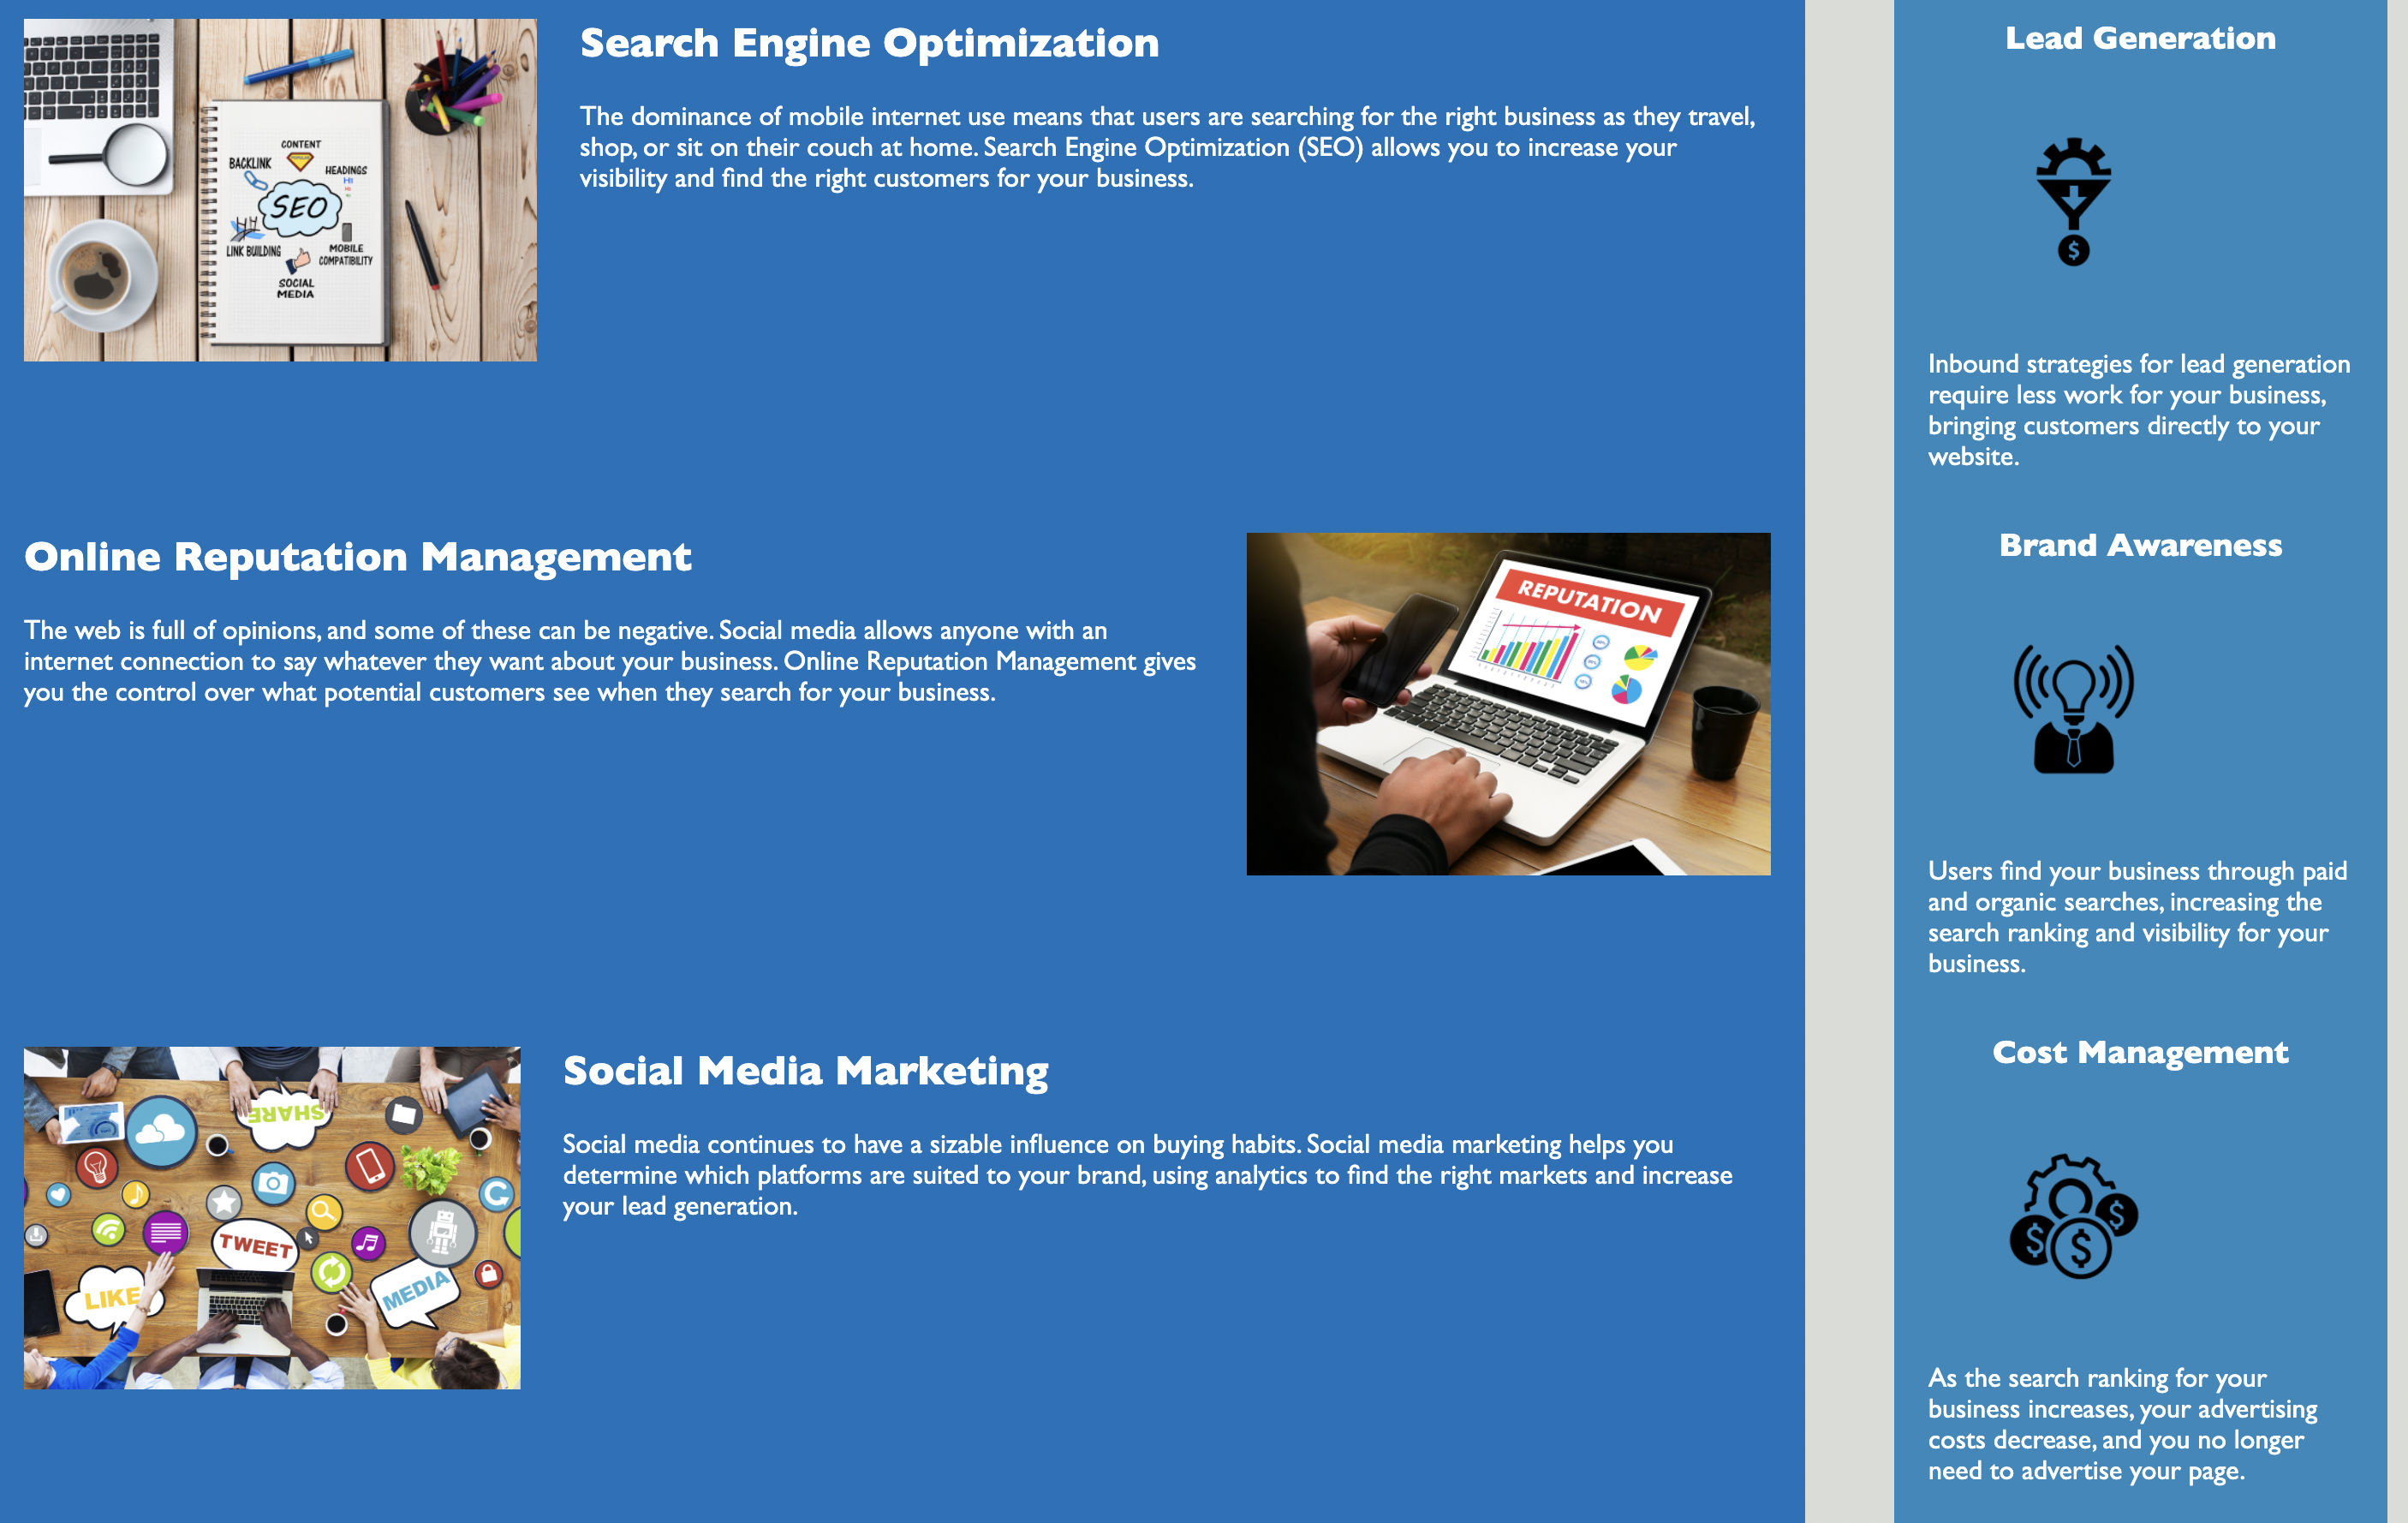 Search Engine Optimization
The dominance of mobile internet use means that users are searching for the right business as they travel,
shop, or sit on their couch at home. Search Engine Optimization (SEO) allows you to increase your
visibility and find the right customers for your business.
CONTENT
BACKLINK
HEADINGS
H1
SEO
LINK BUILDING
MOBILE
COMPATIBILITY
SOCIAL
MEDIA
Online Reputation Management
The web is full of opinions, and some of these can be negative. Social media allows anyone with an
internet connection to say whatever they want about your business. Online Reputation Management gives
you the control over what potential customers see when they search for your business.
REPUTATION
Social Media Marketing
Social media continues to have a sizable influence on buying habits. Social media marketing helps you
determine which platforms are suited to your brand, using analytics to find the right markets and increase
your lead generation.
SHARE
TWEET
LIKE
MEDIA
Lead Generation
$
Inbound strategies for lead generation
require less work for your business,
bringing customers directly to your
website.
Brand Awareness
Users find your business through paid
and organic searches, increasing the
search ranking and visibility for your
business.
Cost Management
$ $ $
As the search ranking for your
business increases, your advertising
costs decrease, and you no longer
need to advertise your page.